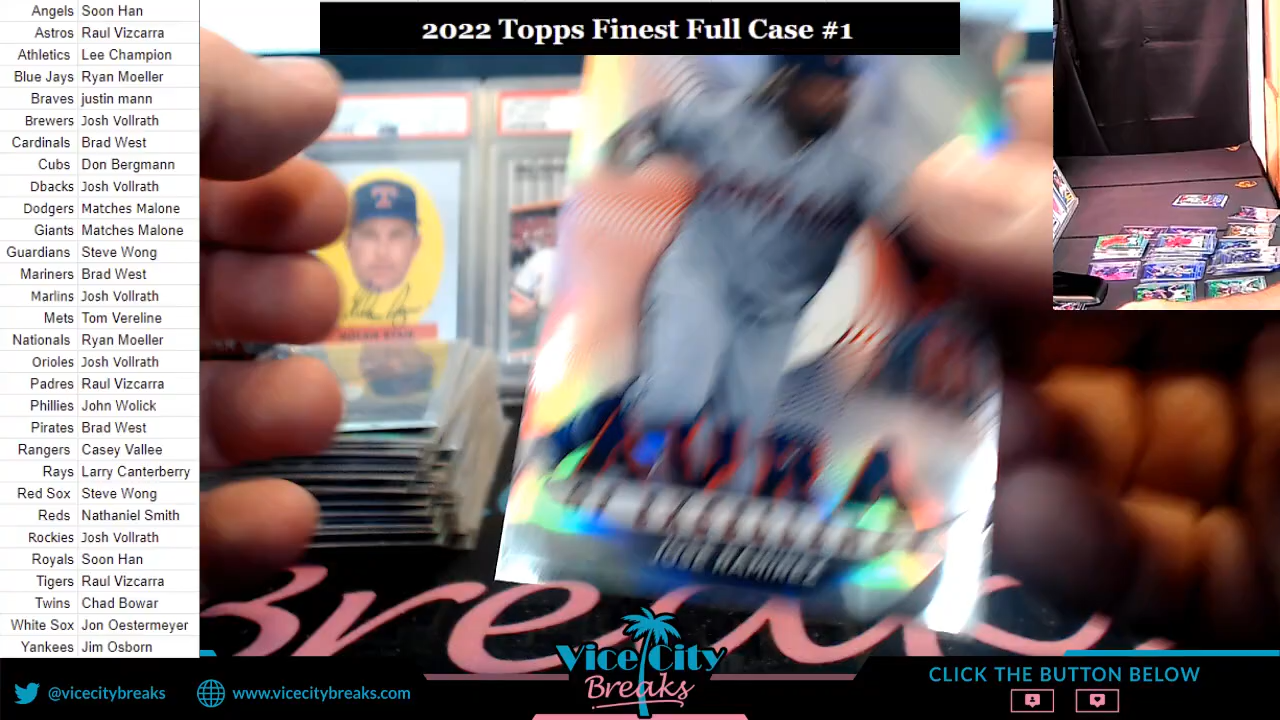 2022 Topps Finest Full Case #1
Angels Soon Han
Astros Raul Vizcarra
Athletics Lee Champion
Blue Jays Ryan Moeller
Braves justin mann
Brewers Josh Vollrath
Cardinals Brad West
Cubs Don Bergmann
Dbacks Josh Vollrath
Dodgers Matches Malone
Giants Matches Malone
Guardians Steve Wong
Mariners Brad West
Marlins Josh Vollrath
Mets Tom Vereline
Nationals Ryan Moeller
Orioles Josh Vollrath
Padres Raul Vizcarra
Phillies John Wolick
Pirates Brad West
Rangers Casey Vallee
Rays Larry Canterberry
Red Sox Steve Wong
Reds Nathaniel Smith
Rockies Josh Vollrath
Royals Soon Han
Tigers Raul Vizcarra
Twins Chad Bowar
White Sox Jon Oestermeyer
Yankees Jim Osborn
T
NOLAN RYAN
JOSE RAMIREZ
Breaks
Vice City
Breaks
@vicecitybreaks
www.vicecitybreaks.com
CLICK THE BUTTON BELOW